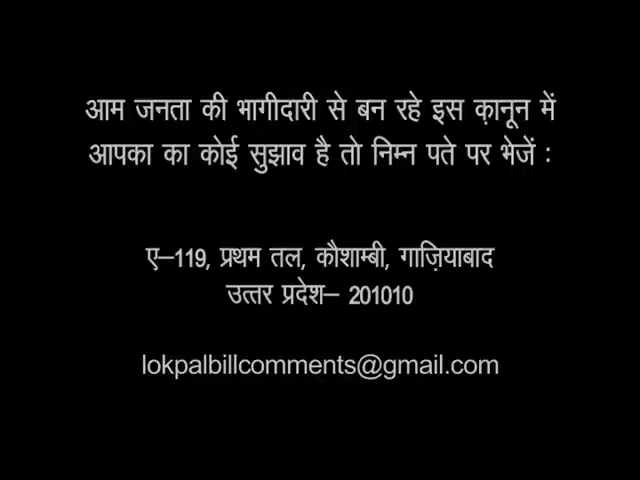 आम जनता की भागीदारी से बन रहे इस क़ानून में
आपका का कोई सुझाव है तो निम्न पते पर भेजें :
ए–119, प्रथम तल, कौशाम्बी, गाज़ियाबाद
उत्तर प्रदेश– 201010
lokpalbillcomments@gmail.com